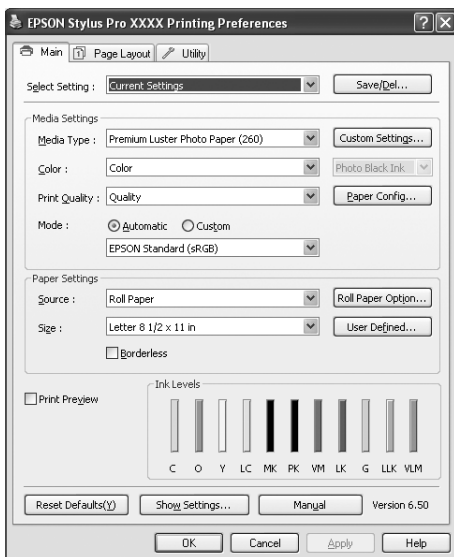 EPSON Stylus Pro XXXX Printing Preferences
Main Page Layout Utility
Select Setting : Current Settings Save/Del...
Media Settings
Media Type : Premium Luster Photo Paper (260) Custom Settings...
Color : Color Photo Black Ink
Print Quality : Quality Paper Config...
Mode : Automatic Custom
EPSON Standard (sRGB)
Paper Settings
Source : Roll Paper Roll Paper Option...
Size : Letter 8 1/2 x 11 in User Defined...
Borderless
Print Preview
Ink Levels
C O Y LC MK PK VM LK G LLK VLM
Reset Defaults(Y) Show Settings... Manual Version 6.50
OK Cancel Apply Help